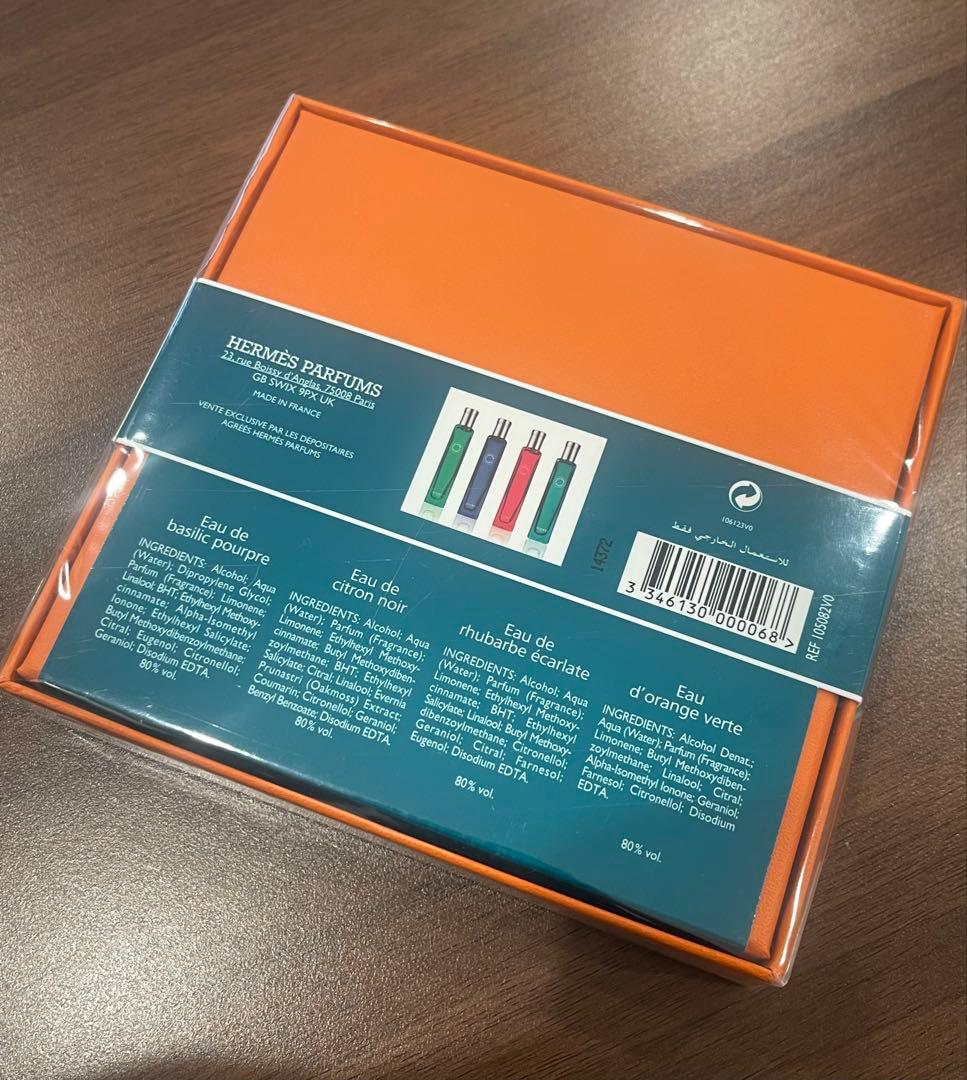 HERMÈS PARFUMS
23, rue Boissy d'Anglas, 75008 Paris
GB SWIX 9PX UK
MADE IN FRANCE
VENTE EXCLUSIVE PAR LES DÉPOSITAIRES
AGRÉÉS HERMÈS PARFUMS
106123V0
للاستعمال الخارجي فقط
14372
3 346130 000068 >
REF 105082V0
Eau de
basilic pourpre
INGREDIENTS: Alcohol; Aqua
(Water); Dipropylene Glycol;
Parfum (Fragrance); Limonene;
Linalool; BHT; Ethylhexyl Methoxy-
cinnamate; Alpha-Isomethyl
Ionone; Ethylhexyl Salicylate;
Butyl Methoxydibenzoylmethane;
Citral; Eugenol; Citronellol;
Geraniol; Disodium EDTA.
80% vol.
Eau de
citron noir
INGREDIENTS: Alcohol; Aqua
(Water); Parfum (Fragrance);
Limonene; Ethylhexyl Methoxy-
cinnamate; Butyl Methoxydiben-
zoylmethane; BHT; Ethylhexyl
Salicylate; Citral; Linalool; Evernia
Prunastri (Oakmoss) Extract;
Coumarin; Citronellol; Geraniol;
Benzyl Benzoate; Disodium EDTA.
80% vol.
Eau de
rhubarbe écarlate
INGREDIENTS: Alcohol; Aqua
(Water); Parfum (Fragrance);
Limonene; Ethylhexyl Methoxy-
cinnamate; BHT; Ethylhexyl
Salicylate; Linalool; Butyl Methoxy-
dibenzoylmethane; Citronellol;
Geraniol; Citral; Farnesol;
Eugenol; Disodium EDTA.
80% vol.
Eau
d'orange verte
INGREDIENTS: Alcohol Denat.;
Aqua (Water); Parfum (Fragrance);
Limonene; Butyl Methoxydiben-
zoylmethane; Linalool; Citral;
Alpha-Isomethyl Ionone; Geraniol;
Farnesol; Citronellol; Disodium
EDTA.
80% vol.